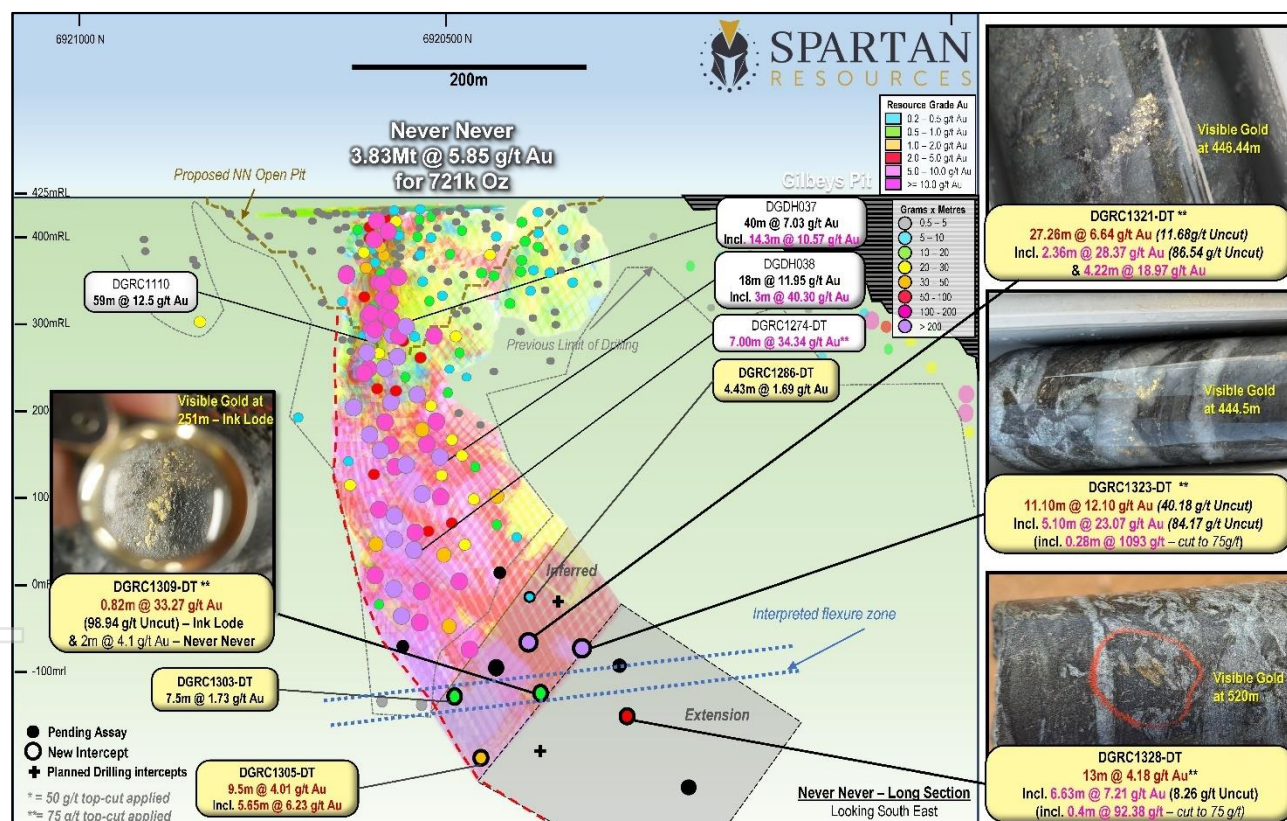 6921000 N
6920500 N
200m
SPARTAN
RESOURCES
Resource Grade Au
0.2 – 0.5 g/t Au
0.5 – 1.0 g/t Au
1.0 – 2.0 g/t Au
2.0 – 5.0 g/t Au
5.0 – 10.0 g/t Au
>= 10.0 g/t Au
Never Never
3.83Mt @ 5.85 g/t Au
for 721k Oz
Proposed NN Open Pit
Gilbeys Pit
425mRL
400mRL
300mRL
200
100
0mR
-100mrl
Grams x Metres
0.5 – 5
5 – 10
10 – 20
20 – 30
30 – 50
50 – 100
100 – 200
> 200
DGDH037
40m @ 7.03 g/t Au
Incl. 14.3m @ 10.57 g/t Au
DGDH038
18m @ 11.95 g/t Au
Incl. 3m @ 40.30 g/t Au
DGRC1274-DT
7.00m @ 34.34 g/t Au**
DGRC1286-DT
4.43m @ 1.69 g/t Au
DGRC1110
59m @ 12.5 g/t Au
Previous Limit of Drilling
Visible Gold at
251m – Ink Lode
DGRC1309-DT **
0.82m @ 33.27 g/t Au
(98.94 g/t Uncut) – Ink Lode
& 2m @ 4.1 g/t Au – Never Never
DGRC1303-DT
7.5m @ 1.73 g/t Au
DGRC1305-DT
9.5m @ 4.01 g/t Au
Incl. 5.65m @ 6.23 g/t Au
Inferred
Interpreted flexure zone
Extension
Pending Assay
New Intercept
Planned Drilling intercepts
* = 50 g/t top-cut applied
**= 75 g/t top-cut applied
Never Never – Long Section
Looking South East
Visible Gold
at 446.44m
DGRC1321-DT **
27.26m @ 6.64 g/t Au (11.68g/t Uncut)
Incl. 2.36m @ 28.37 g/t Au (86.54 g/t Uncut)
& 4.22m @ 18.97 g/t Au
Visible Gold
at 444.5m
DGRC1323-DT **
11.10m @ 12.10 g/t Au (40.18 g/t Uncut)
Incl. 5.10m @ 23.07 g/t Au (84.17 g/t Uncut)
(incl. 0.28m @ 1093 g/t – cut to 75g/t)
Visible Gold
at 520m
DGRC1328-DT
13m @ 4.18 g/t Au**
Incl. 6.63m @ 7.21 g/t Au (8.26 g/t Uncut)
(incl. 0.4m @ 92.38 g/t – cut to 75 g/t)